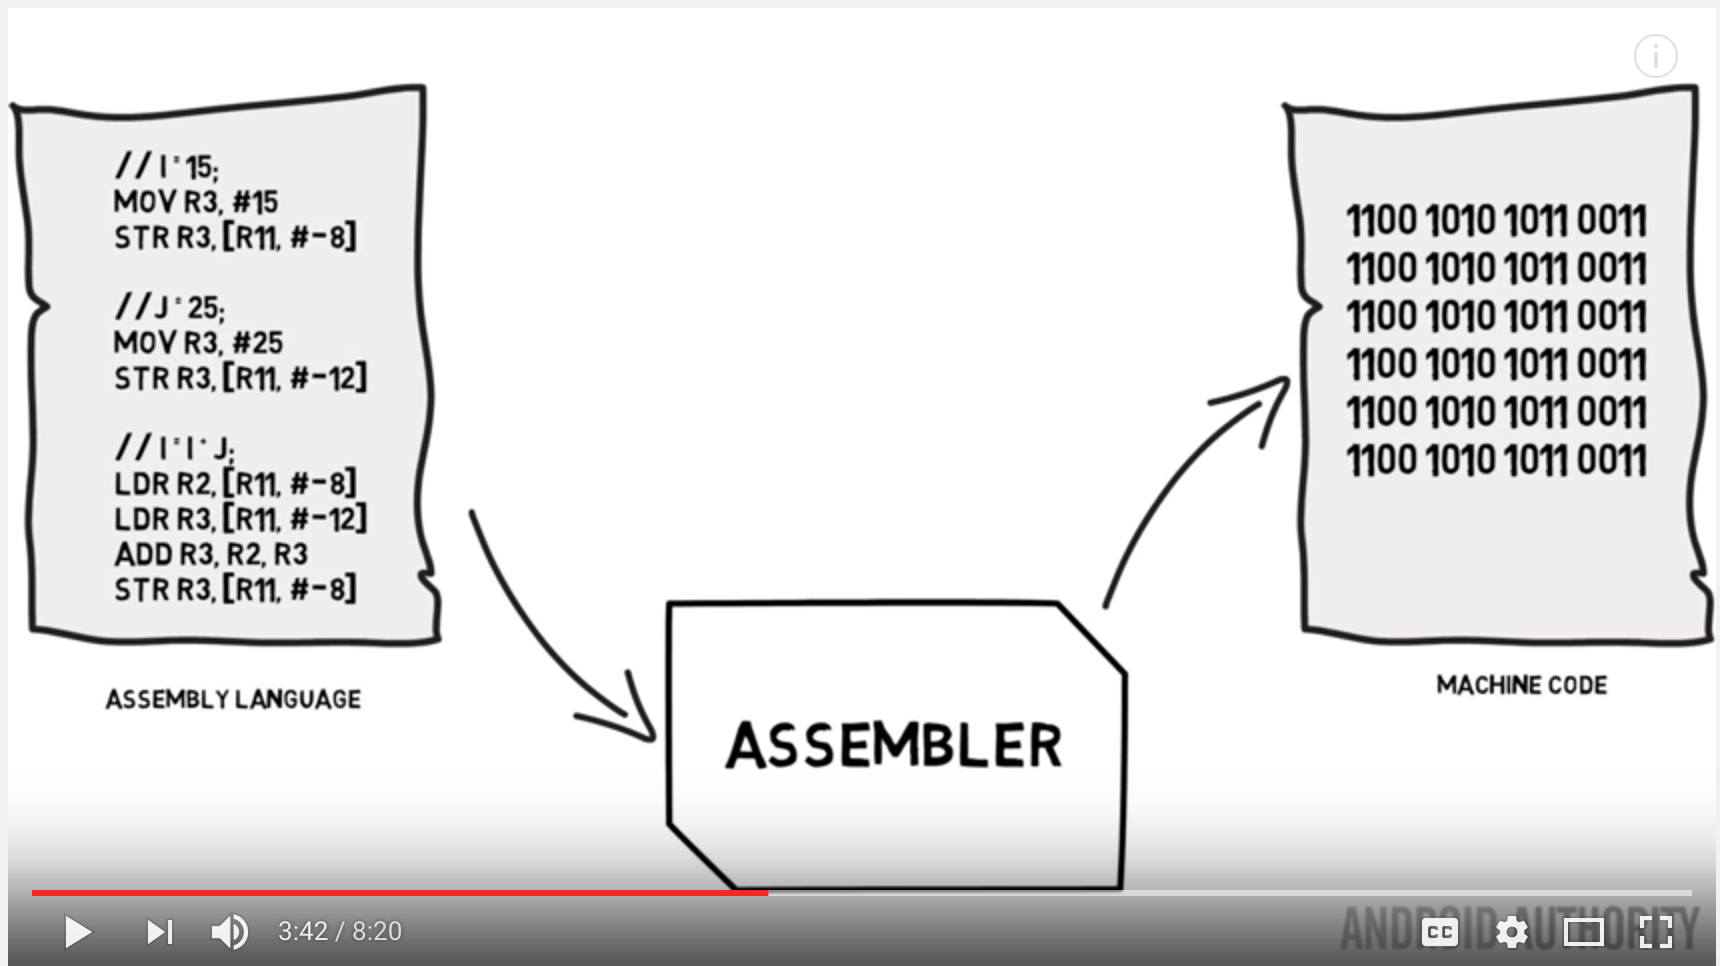 // I = 15;
MOV R3, #15
STR R3, [R11, #-8]
//J = 25;
MOV R3, #25
STR R3, [R11, #-12]
// I = I + J;
LDR R2, [R11, #-8]
LDR R3, [R11, #-12]
ADD R3, R2, R3
STR R3, [R11, #-8]
ASSEMBLY LANGUAGE
ASSEMBLER
1100 1010 1011 0011
1100 1010 1011 0011
1100 1010 1011 0011
1100 1010 1011 0011
1100 1010 1011 0011
1100 1010 1011 0011
MACHINE CODE
i
3:42 / 8:20
CC
ANDROID AUTHORITY